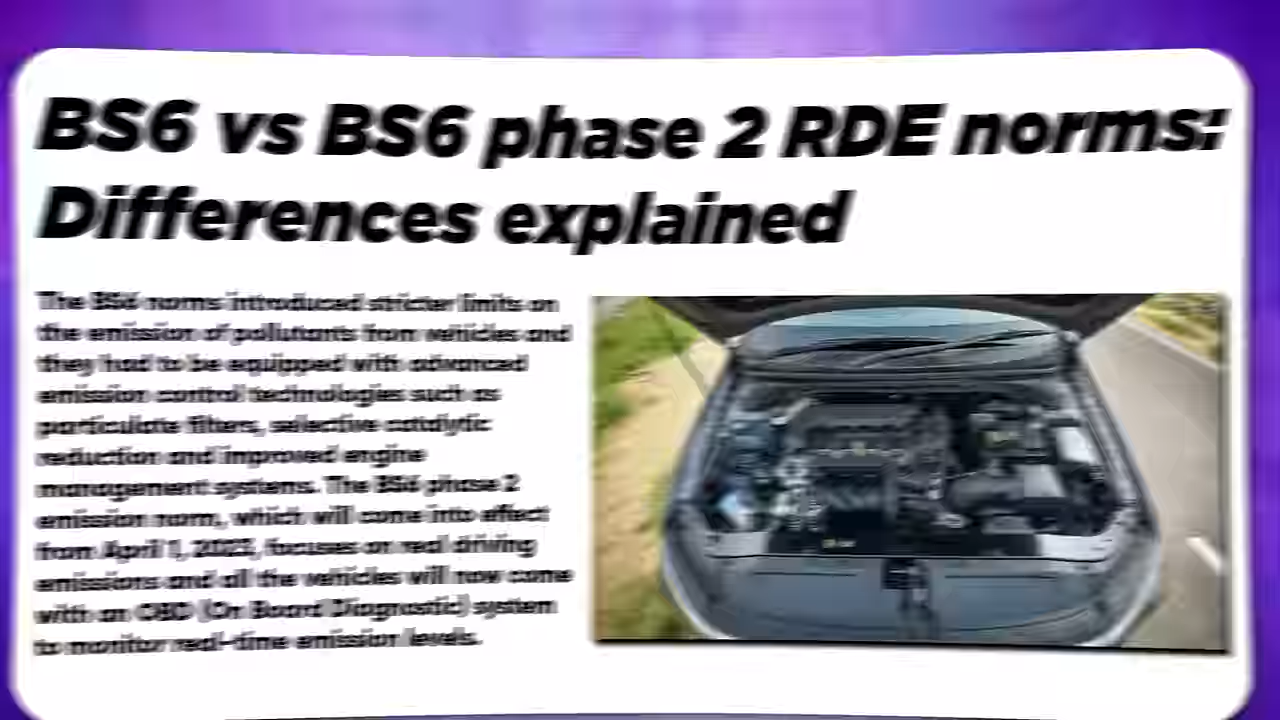 BS6 vs BS6 phase 2 RDE norms:
Differences explained
The BS6 norms introduced stricter limits on
the emission of pollutants from vehicles and
they had to be equipped with advanced
emission control technologies such as
particulate filters, selective catalytic
reduction and improved engine
management systems. The BS6 phase 2
emission norm, which will come into effect
from April 1, 2023, focuses on real driving
emissions and all the vehicles will now come
with an OBD (On Board Diagnostic) system
to monitor real-time emission levels.